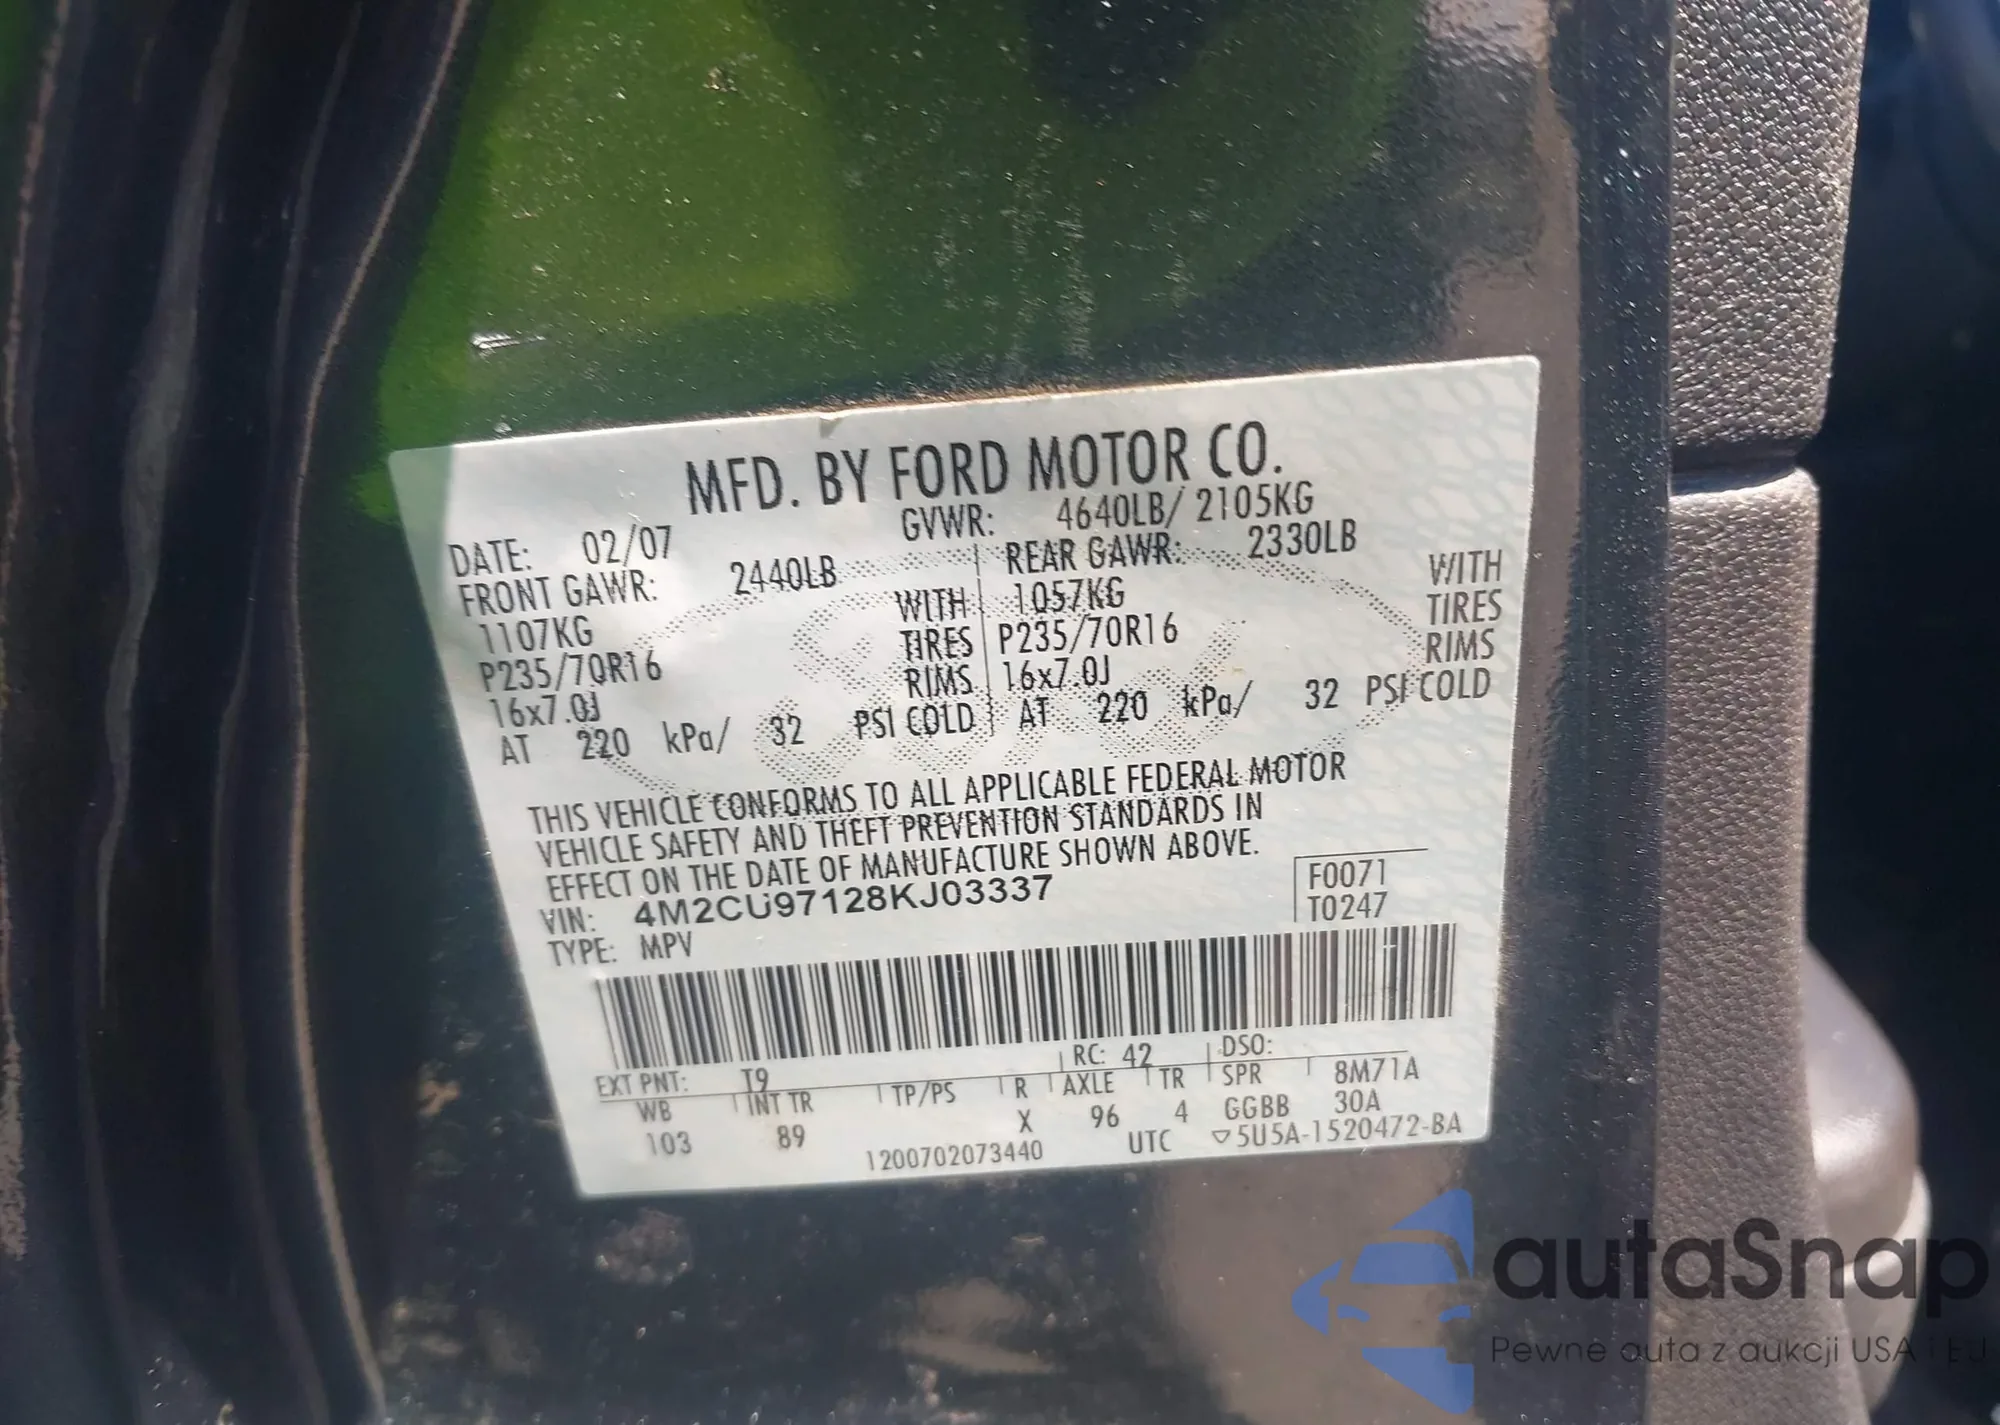 MFD. BY FORD MOTOR CO.
DATE: 02/07 GVWR: 4640LB/ 2105KG
FRONT GAWR: 2440LB REAR GAWR: 2330LB
1107KG WITH 1057KG WITH
P235/70R16 TIRES P235/70R16 TIRES
16x7.0J RIMS 16x7.0J RIMS
AT 220 kPa/ 32 PSI COLD AT 220 kPa/ 32 PSI COLD
THIS VEHICLE CONFORMS TO ALL APPLICABLE FEDERAL MOTOR
VEHICLE SAFETY AND THEFT PREVENTION STANDARDS IN
EFFECT ON THE DATE OF MANUFACTURE SHOWN ABOVE.
VIN: 4M2CU97128KJ03337 F0071
TYPE: MPV T0247
EXT PNT: T9 RC: 42 DSO:
WB INT TR TP/PS R AXLE TR SPR 8M71A
103 89 X 96 4 GGBB 30A
1200702073440 UTC ▽5U5A-1520472-BA
autaSnap
Pewne auta z aukcji USA i EU